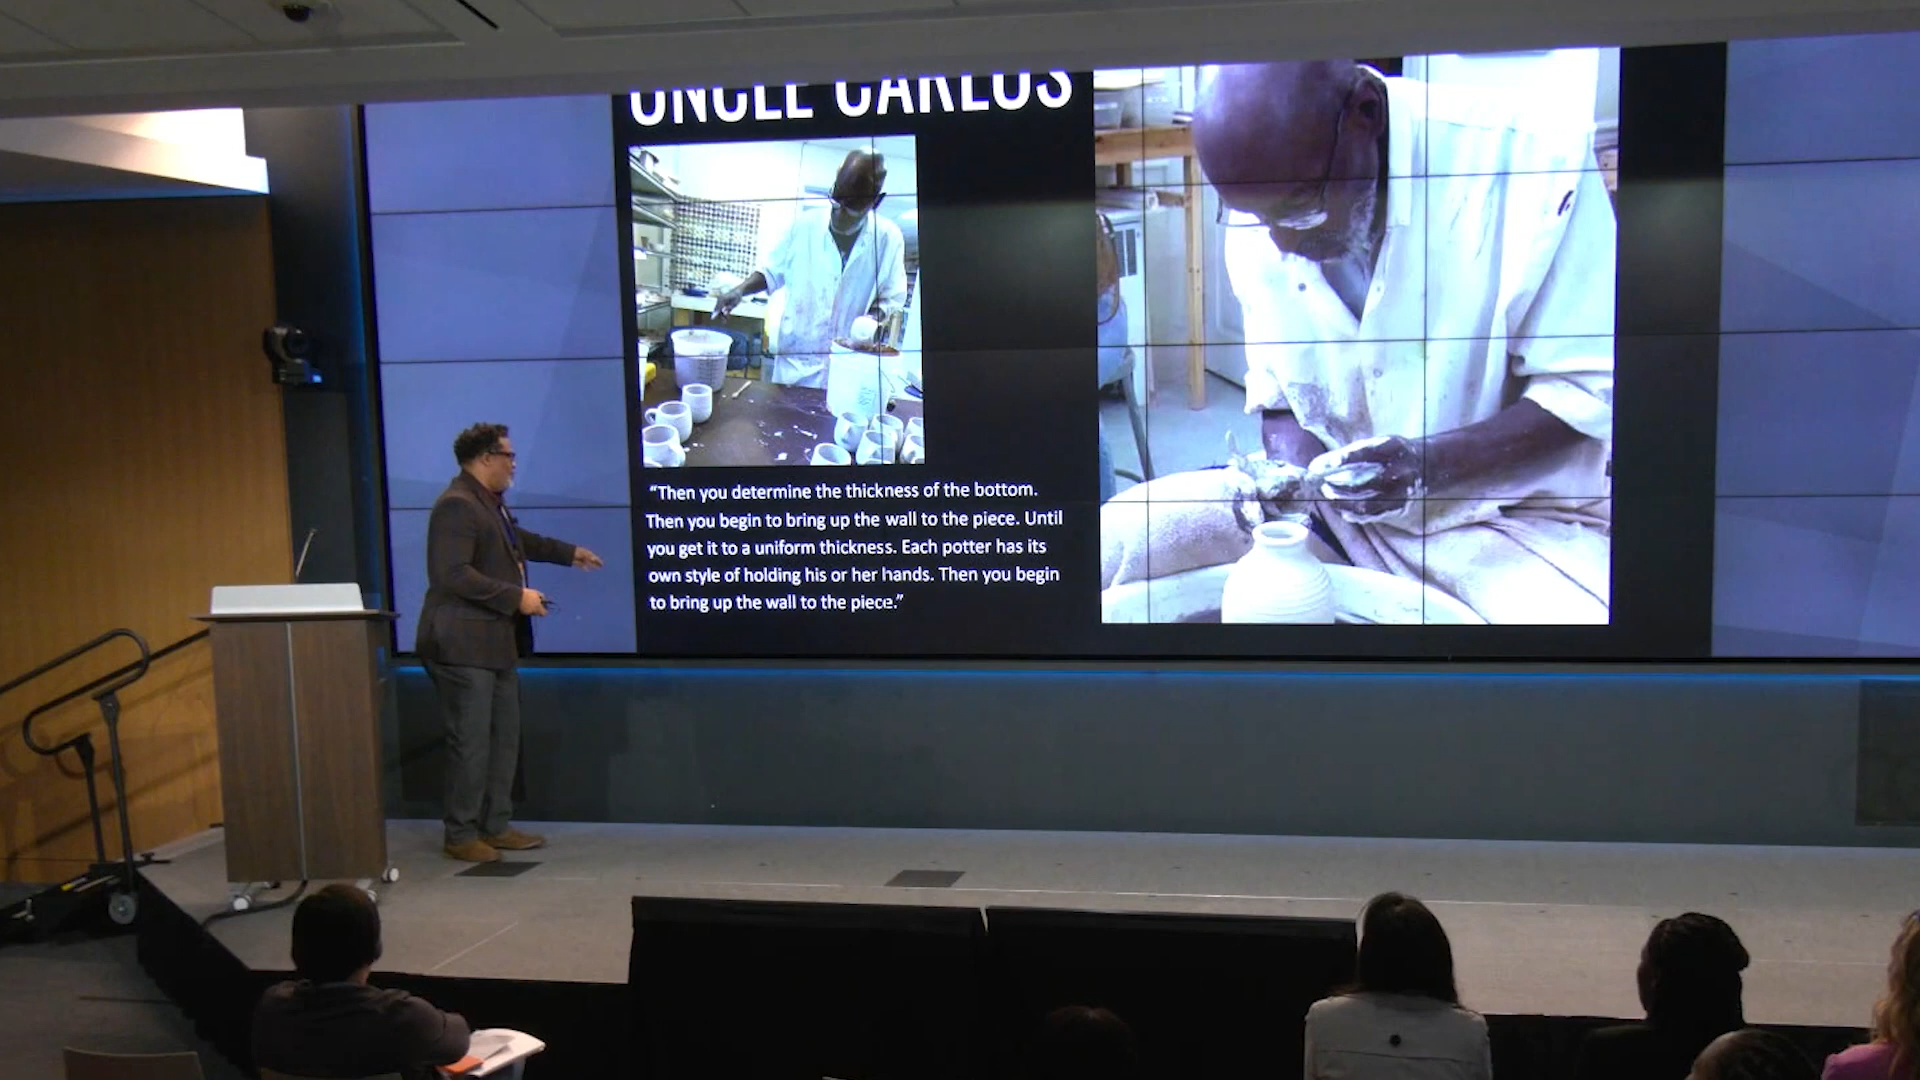 UNCLE CARLOS
“Then you determine the thickness of the bottom.
Then you begin to bring up the wall to the piece. Until
you get it to a uniform thickness. Each potter has its
own style of holding his or her hands. Then you begin
to bring up the wall to the piece.”